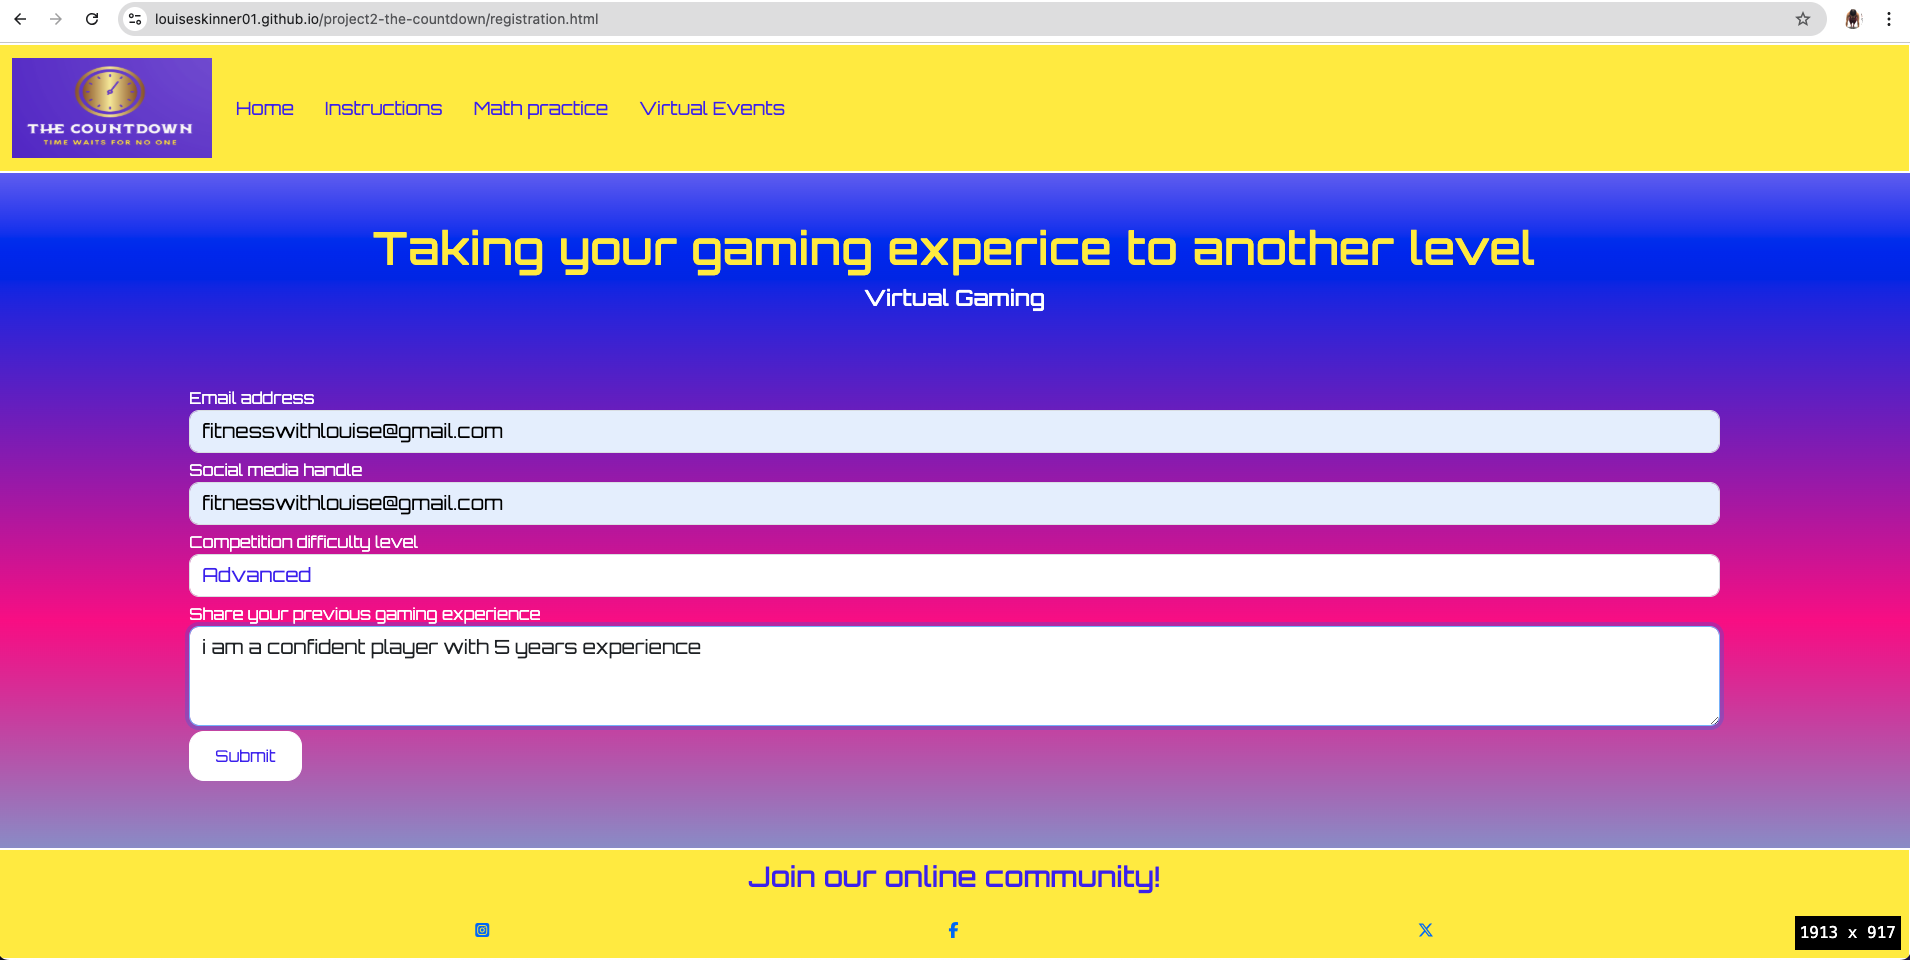 louiseskinner01.github.io/project2-the-countdown/registration.html
THE COUNTDOWN
TIME WAITS FOR NO ONE
Home Instructions Math practice Virtual Events
Taking your gaming experice to another level
Virtual Gaming
Email address
fitnesswithlouise@gmail.com
Social media handle
fitnesswithlouise@gmail.com
Competition difficulty level
Advanced
Share your previous gaming experience
i am a confident player with 5 years experience
Submit
Join our online community!
1913 x 917